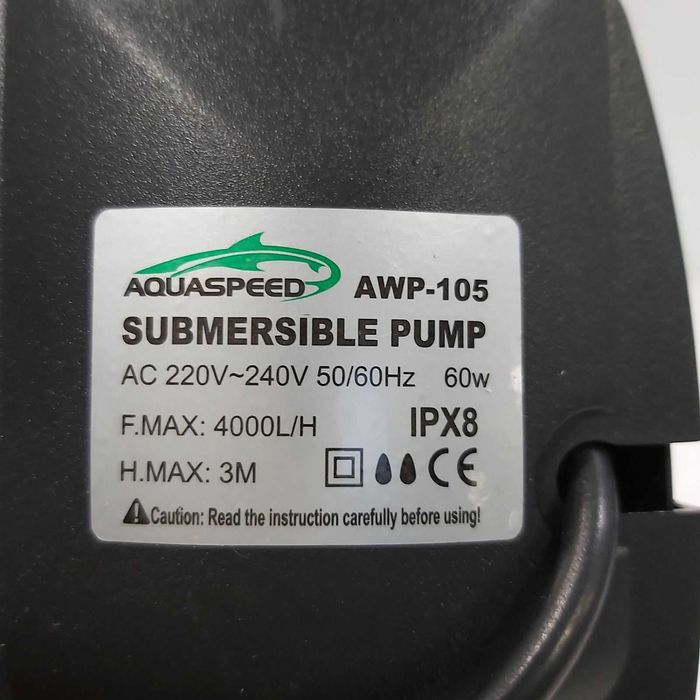 AQUASPEED AWP-105
SUBMERSIBLE PUMP
AC 220V~240V 50/60Hz 60w
F.MAX: 4000L/H IPX8
H.MAX: 3M CE
Caution: Read the instruction carefully before using!